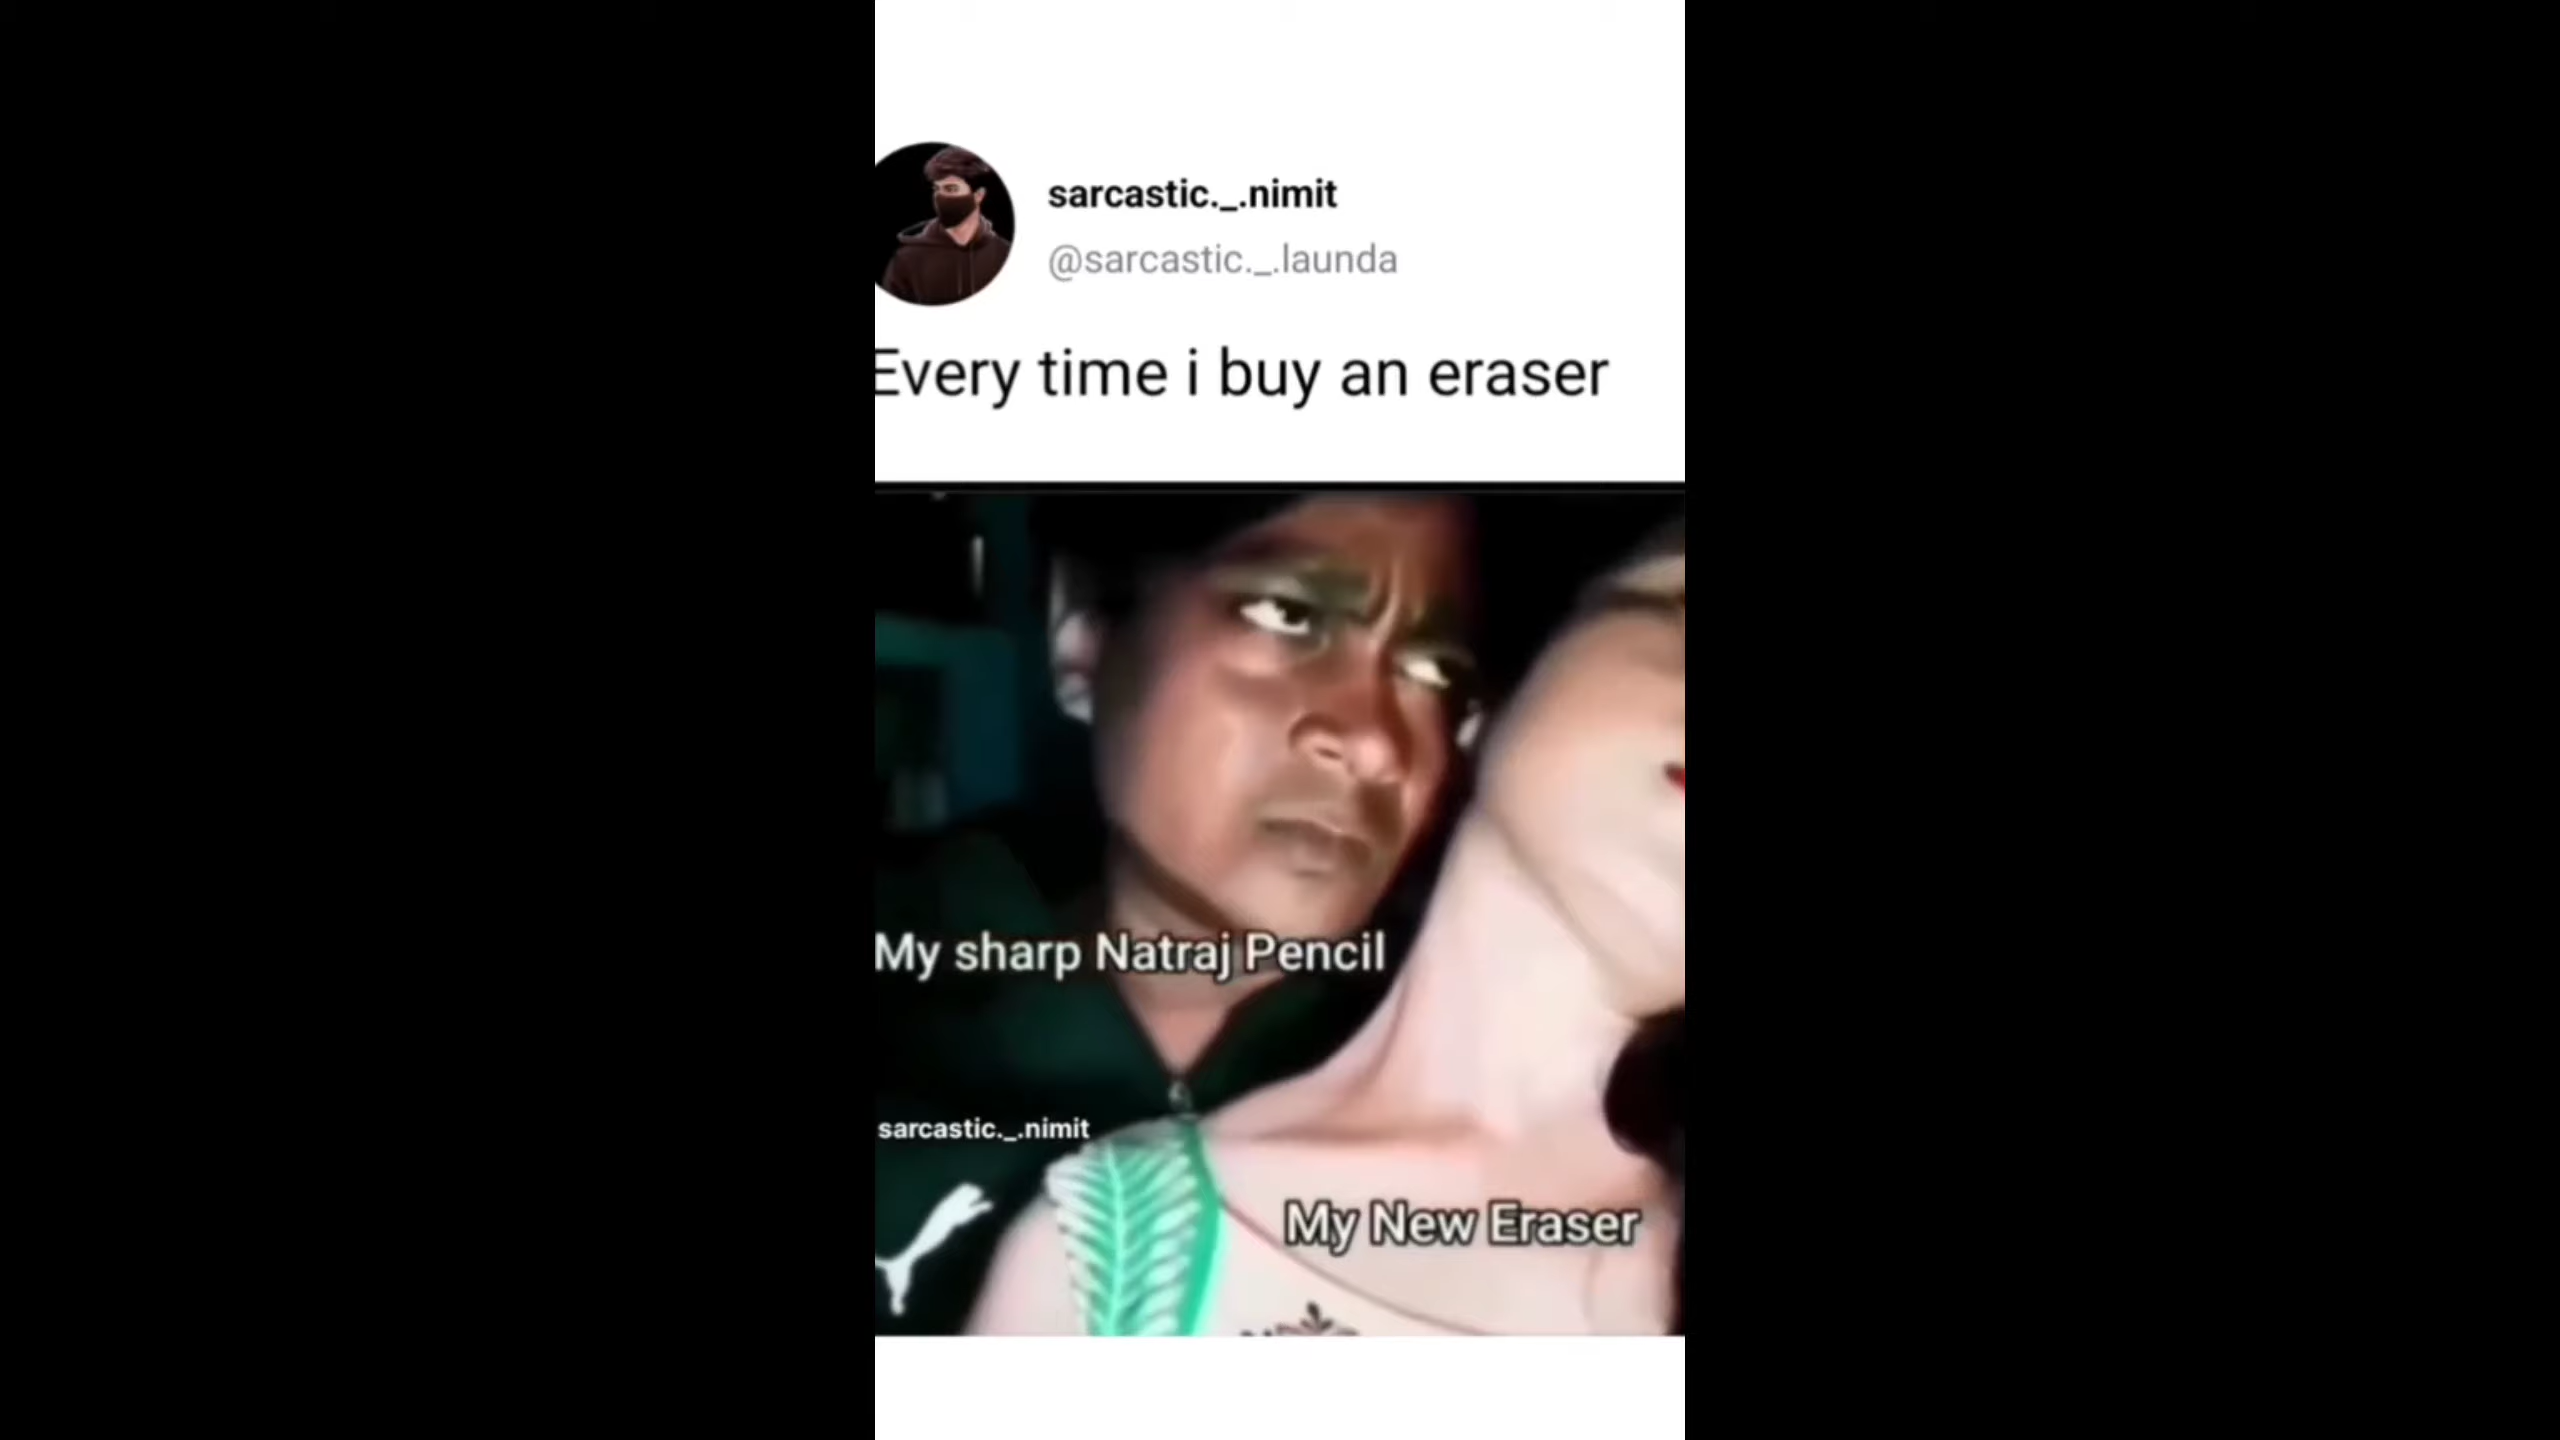 sarcastic._.nimit
@sarcastic._.launda
Every time i buy an eraser
My sharp Natraj Pencil
sarcastic._.nimit
My New Eraser